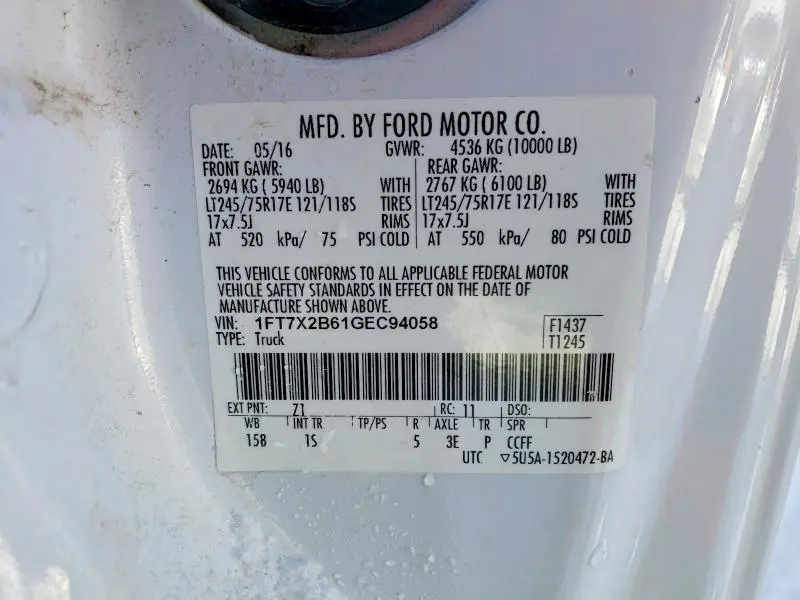 MFD. BY FORD MOTOR CO.
DATE: 05/16 GVWR: 4536 KG (10000 LB)
FRONT GAWR: REAR GAWR:
2694 KG ( 5940 LB) WITH 2767 KG ( 6100 LB) WITH
LT245/75R17E 121/118S TIRES LT245/75R17E 121/118S TIRES
17x7.5J RIMS 17x7.5J RIMS
AT 520 kPa/ 75 PSI COLD AT 550 kPa/ 80 PSI COLD
THIS VEHICLE CONFORMS TO ALL APPLICABLE FEDERAL MOTOR
VEHICLE SAFETY STANDARDS IN EFFECT ON THE DATE OF
MANUFACTURE SHOWN ABOVE.
VIN: 1FT7X2B61GEC94058 F1437
TYPE: Truck T1245
EXT PNT: Z1 RC: 11 DSO:
WB INT TR TP/PS R AXLE TR SPR
158 1S 5 3E P CCFF
UTC ▽5U5A-1520472-BA